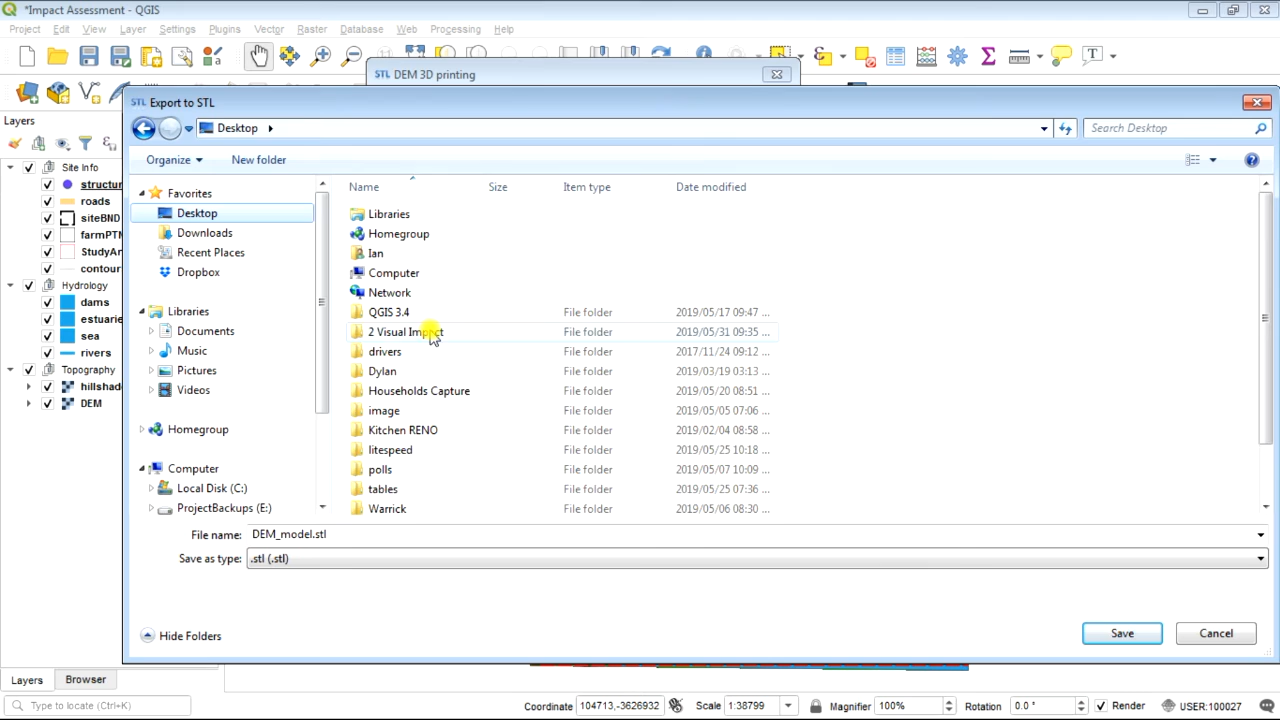 *Impact Assessment - QGIS
Project Edit View Layer Settings Plugins Vector Raster Database Web Processing Help
STL DEM 3D printing
STL Export to STL
Desktop
Search Desktop
Organize New folder
Layers
Site Info
structur
roads
siteBND
farmPTN
StudyAr
contour
Hydrology
dams
estuarie
sea
rivers
Topography
hillshad
DEM
Favorites
Desktop
Downloads
Recent Places
Dropbox
Libraries
Documents
Music
Pictures
Videos
Homegroup
Computer
Local Disk (C:)
ProjectBackups (E:)
Name Size Item type Date modified
Libraries
Homegroup
Ian
Computer
Network
QGIS 3.4 File folder 2019/05/17 09:47 ...
2 Visual Impact File folder 2019/05/31 09:35 ...
drivers File folder 2017/11/24 09:12 ...
Dylan File folder 2019/03/19 03:13 ...
Households Capture File folder 2019/05/20 08:51 ...
image File folder 2019/05/05 07:06 ...
Kitchen RENO File folder 2019/02/04 08:58 ...
litespeed File folder 2019/05/25 10:18 ...
polls File folder 2019/05/07 10:09 ...
tables File folder 2019/05/25 07:36 ...
Warrick File folder 2019/05/06 08:30 ...
File name: DEM_model.stl
Save as type: .stl (.stl)
Hide Folders
Save Cancel
Layers Browser
Type to locate (Ctrl+K) Coordinate 104713,-3626932 Scale 1:38799 Magnifier 100% Rotation 0.0 ° Render USER:100027